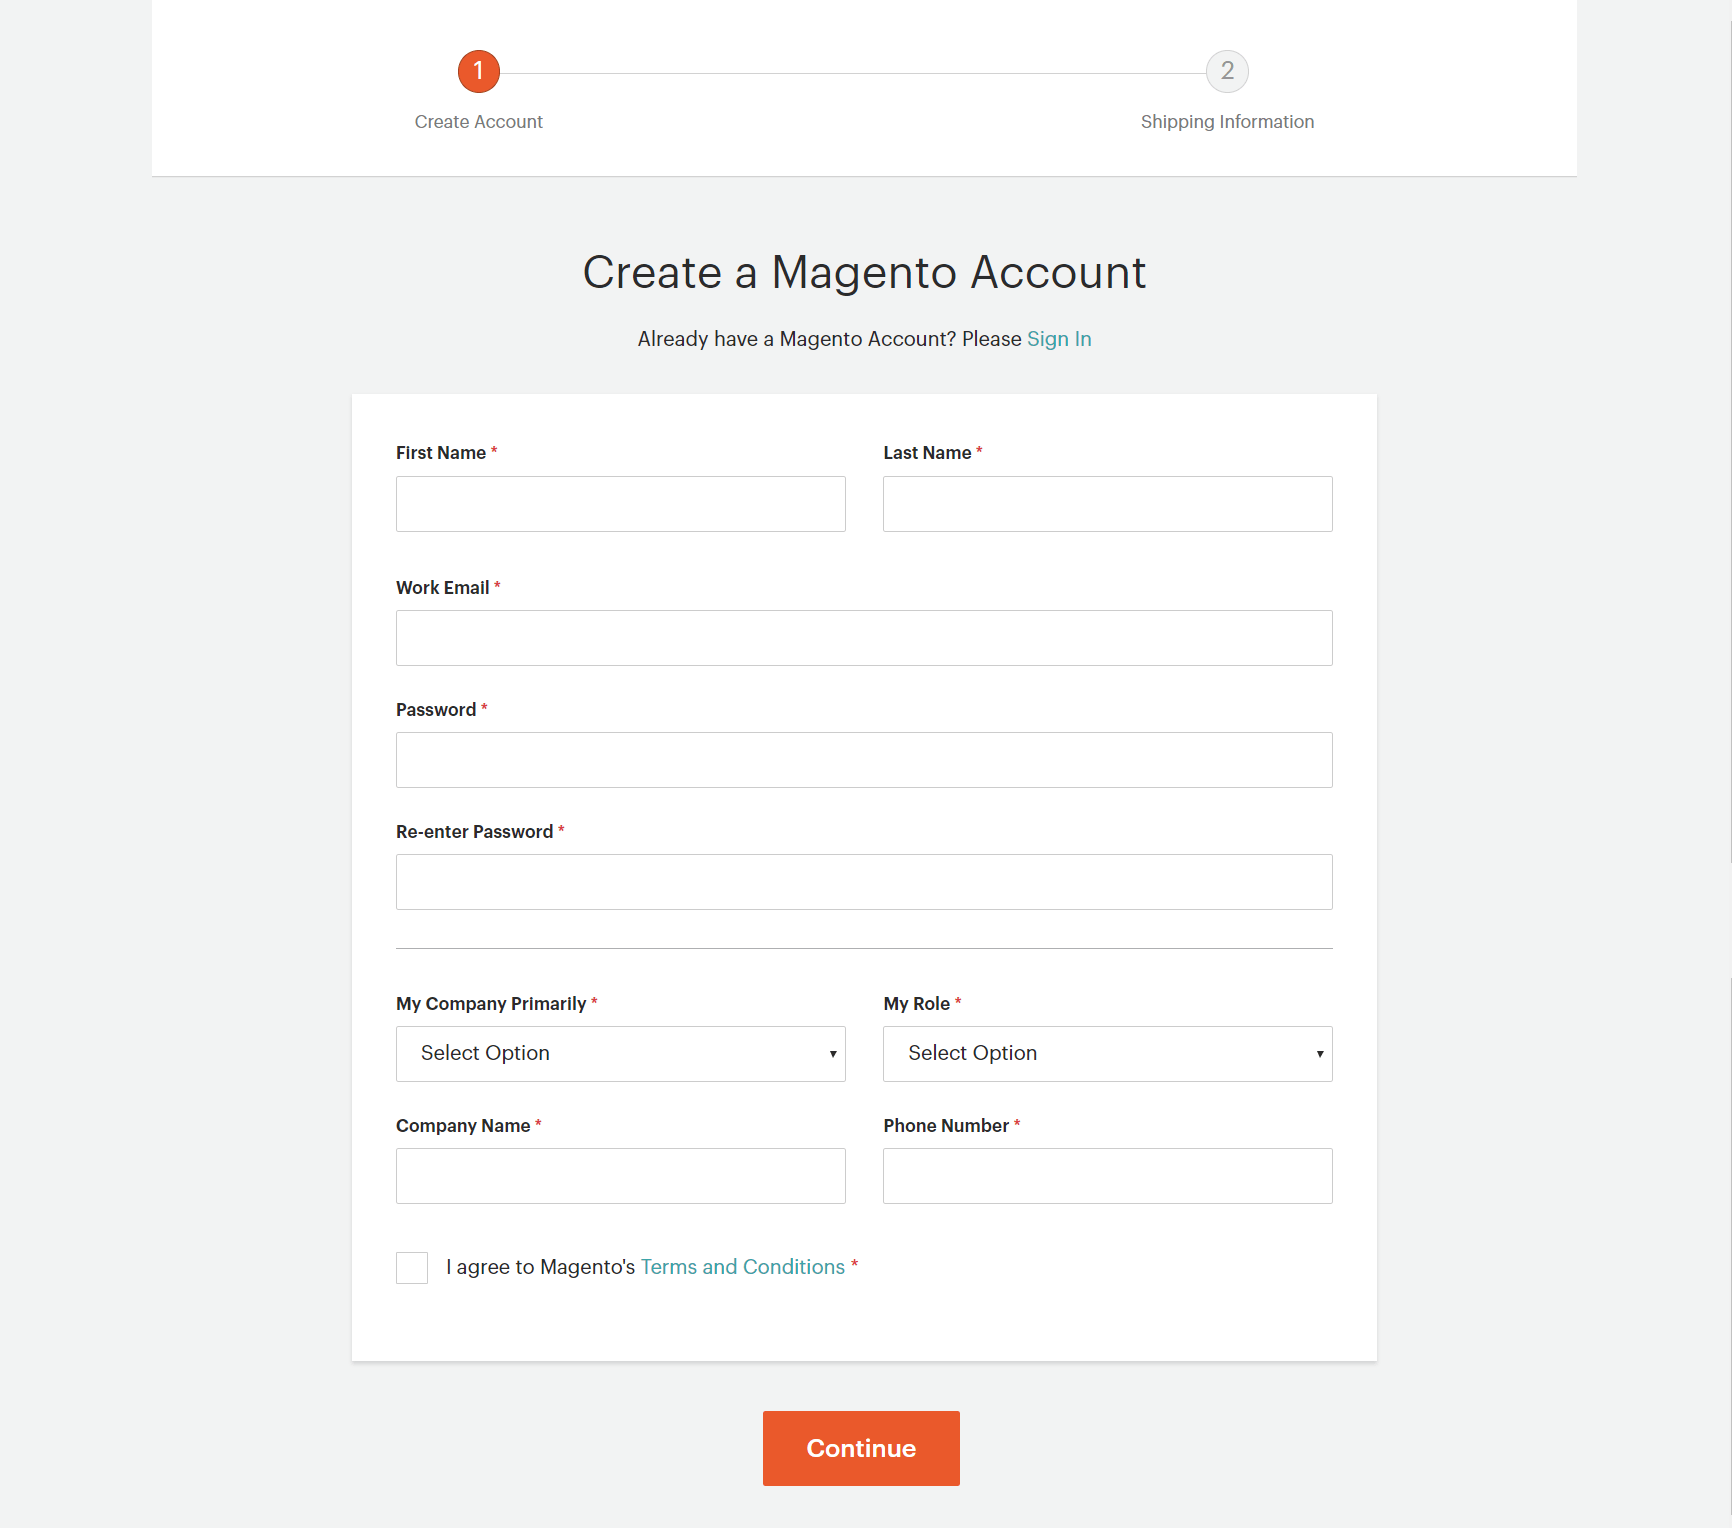 1
2
Create Account
Shipping Information
Create a Magento Account
Already have a Magento Account? Please Sign In
First Name *
Last Name *
Work Email *
Password *
Re-enter Password *
My Company Primarily *
My Role *
Select Option
Select Option
Company Name *
Phone Number *
I agree to Magento's Terms and Conditions *
Continue